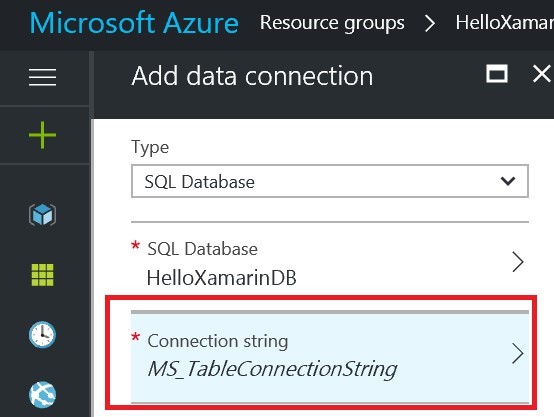 Microsoft Azure Resource groups > HelloXamar
Add data connection
Type
SQL Database
* SQL Database
HelloXamarinDB
* Connection string
MS_TableConnectionString